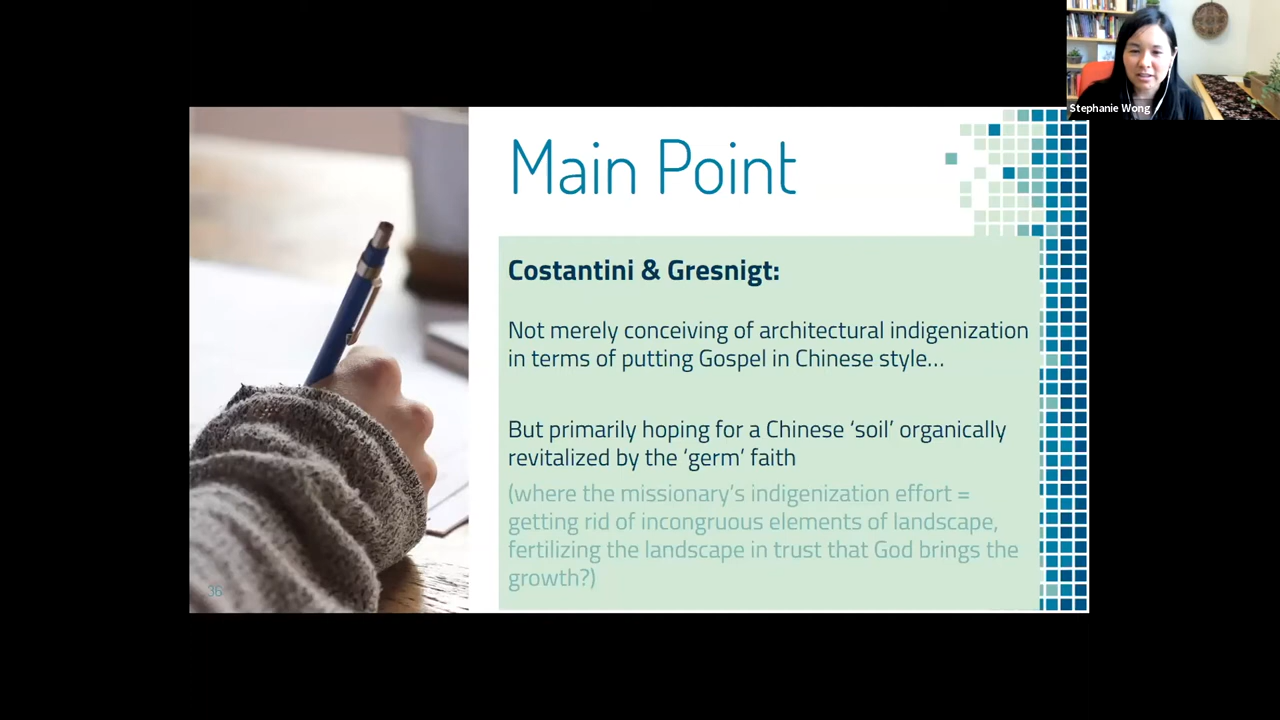 Stephanie Wong
Main Point
Costantini & Gresnigt:
Not merely conceiving of architectural indigenization
in terms of putting Gospel in Chinese style…
But primarily hoping for a Chinese ‘soil’ organically
revitalized by the ‘germ’ faith
(where the missionary’s indigenization effort =
getting rid of incongruous elements of landscape,
fertilizing the landscape in trust that God brings the
growth?)
36